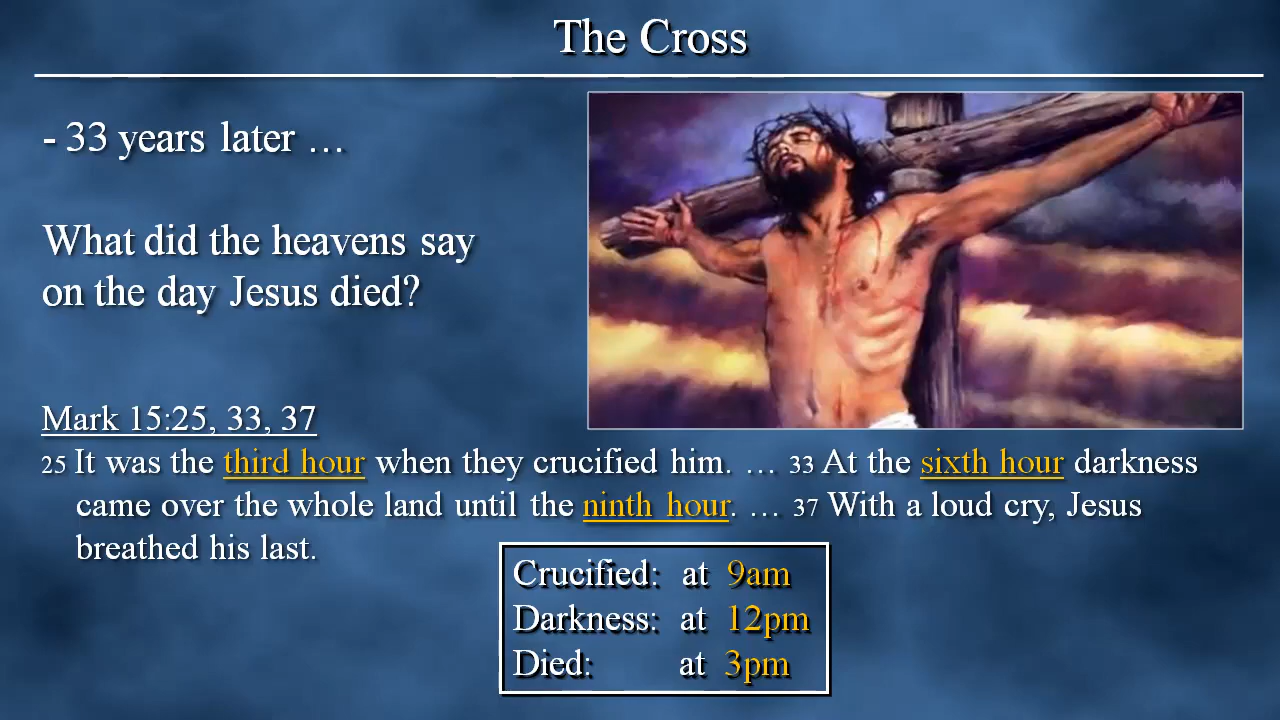 The Cross
- 33 years later …
What did the heavens say
on the day Jesus died?
Mark 15:25, 33, 37
25 It was the third hour when they crucified him. … 33 At the sixth hour darkness
came over the whole land until the ninth hour. … 37 With a loud cry, Jesus
breathed his last.
Crucified: at 9am
Darkness: at 12pm
Died: at 3pm